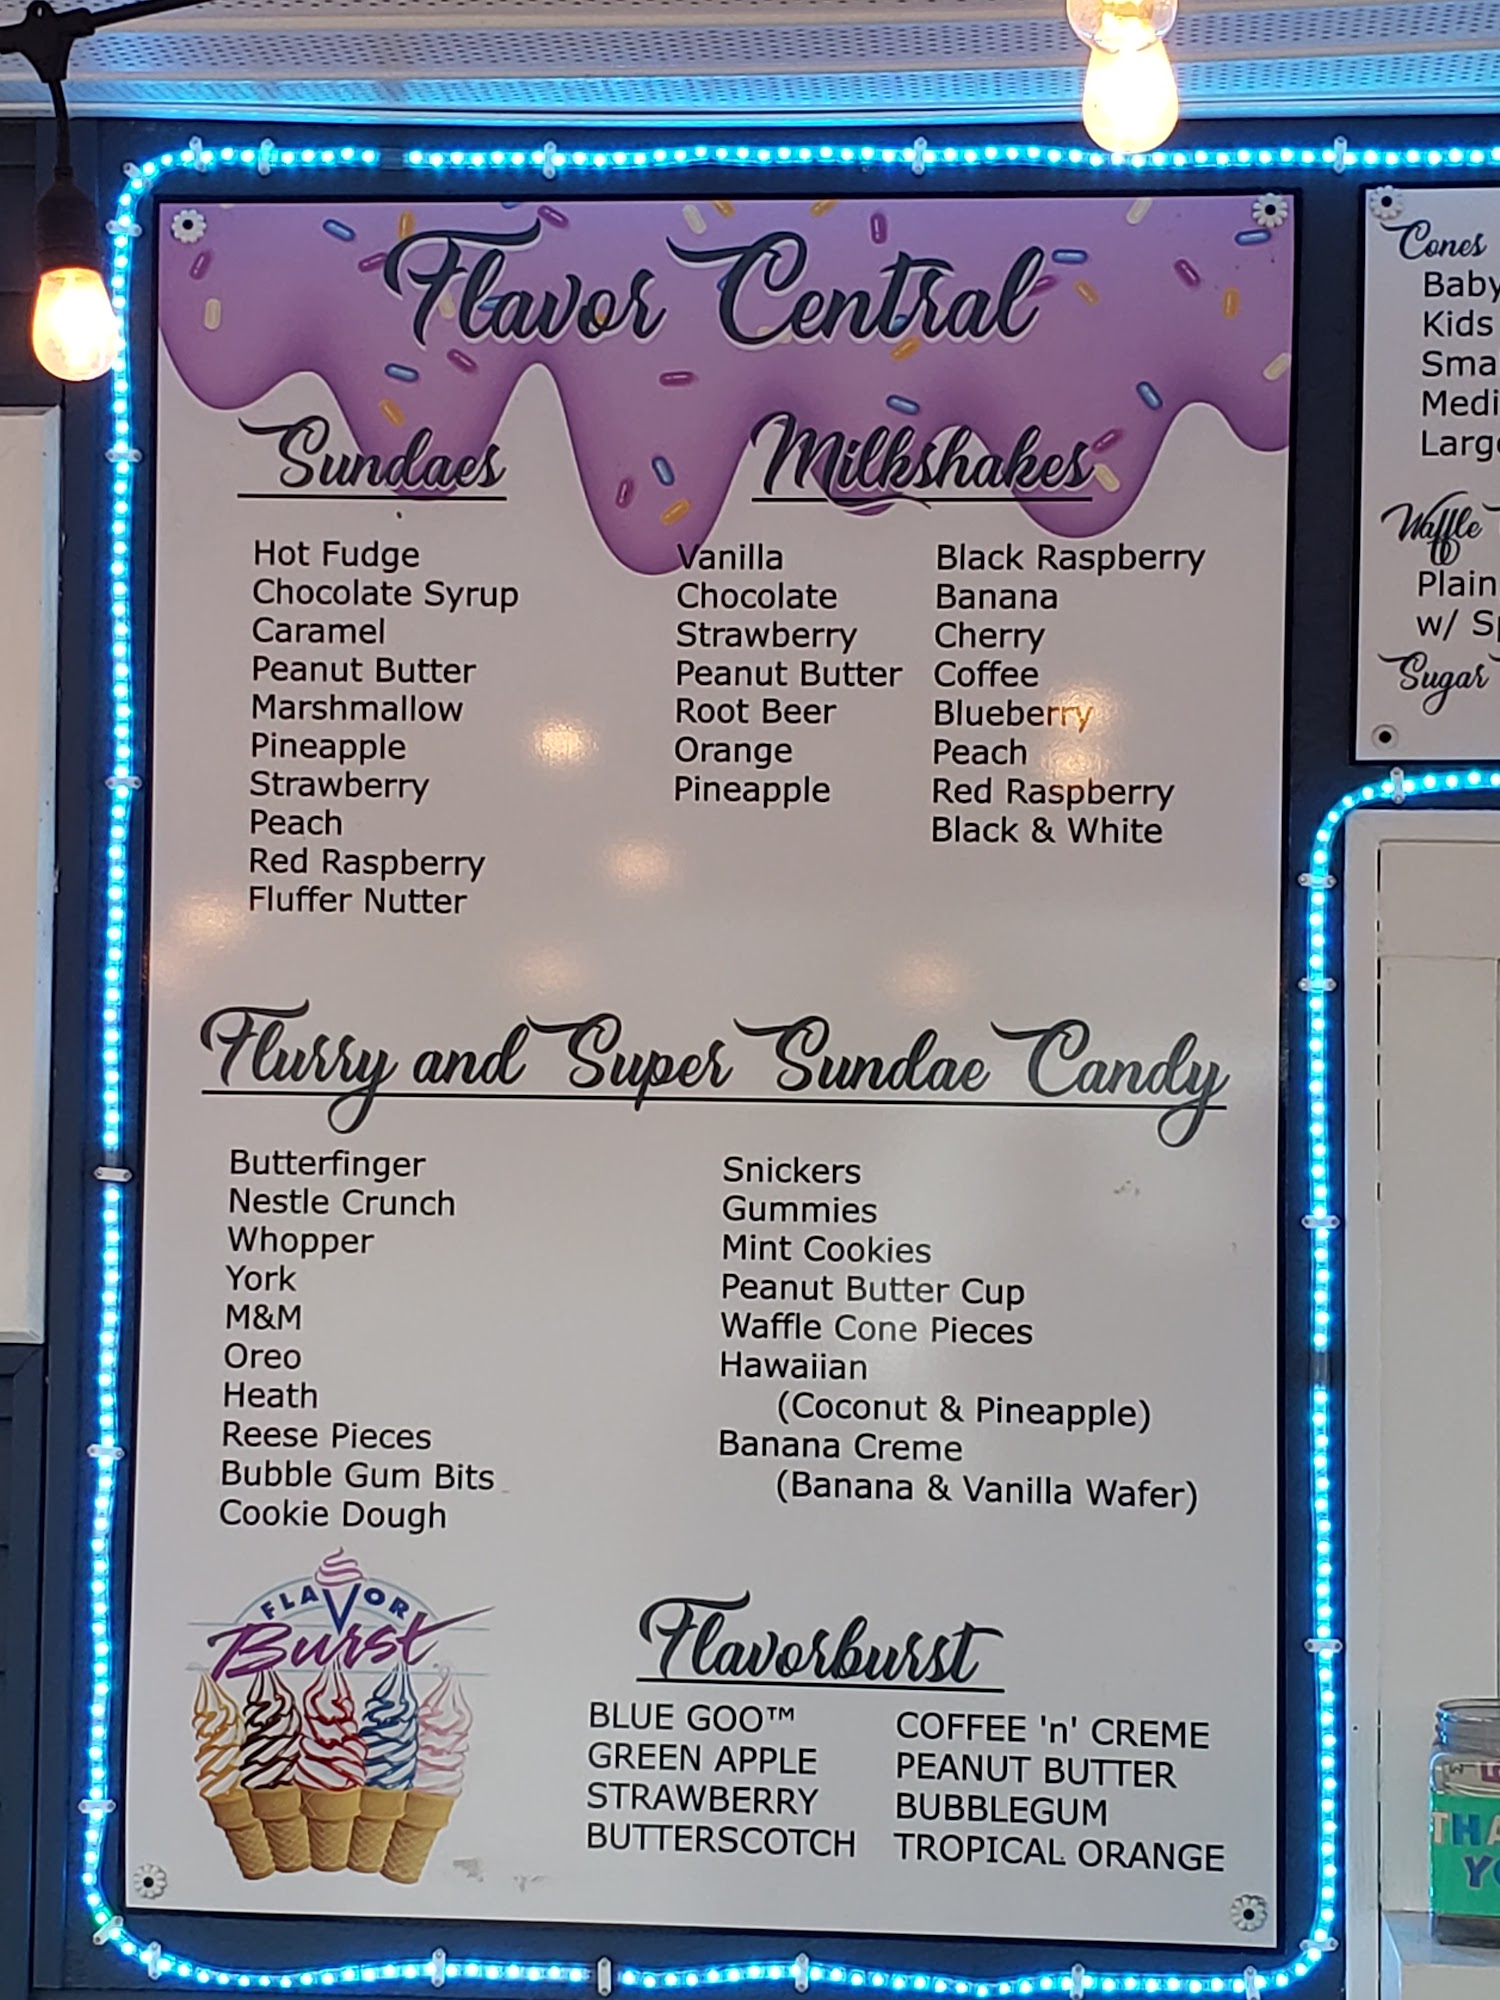 Flavor Central
Sundaes
Hot Fudge
Chocolate Syrup
Caramel
Peanut Butter
Marshmallow
Pineapple
Strawberry
Peach
Red Raspberry
Fluffer Nutter
Milkshakes
Vanilla
Chocolate
Strawberry
Peanut Butter
Root Beer
Orange
Pineapple
Black Raspberry
Banana
Cherry
Coffee
Blueberry
Peach
Red Raspberry
Black & White
Flurry and Super Sundae Candy
Butterfinger
Nestle Crunch
Whopper
York
M&M
Oreo
Heath
Reese Pieces
Bubble Gum Bits
Cookie Dough
Snickers
Gummies
Mint Cookies
Peanut Butter Cup
Waffle Cone Pieces
Hawaiian
(Coconut & Pineapple)
Banana Creme
(Banana & Vanilla Wafer)
FLAVOR
Burst
Flavorburst
BLUE GOO™
GREEN APPLE
STRAWBERRY
BUTTERSCOTCH
COFFEE 'n' CREME
PEANUT BUTTER
BUBBLEGUM
TROPICAL ORANGE
Cones
Baby
Kids
Sma
Medi
Large
Waffle
Plain
w/ Sp
Sugar